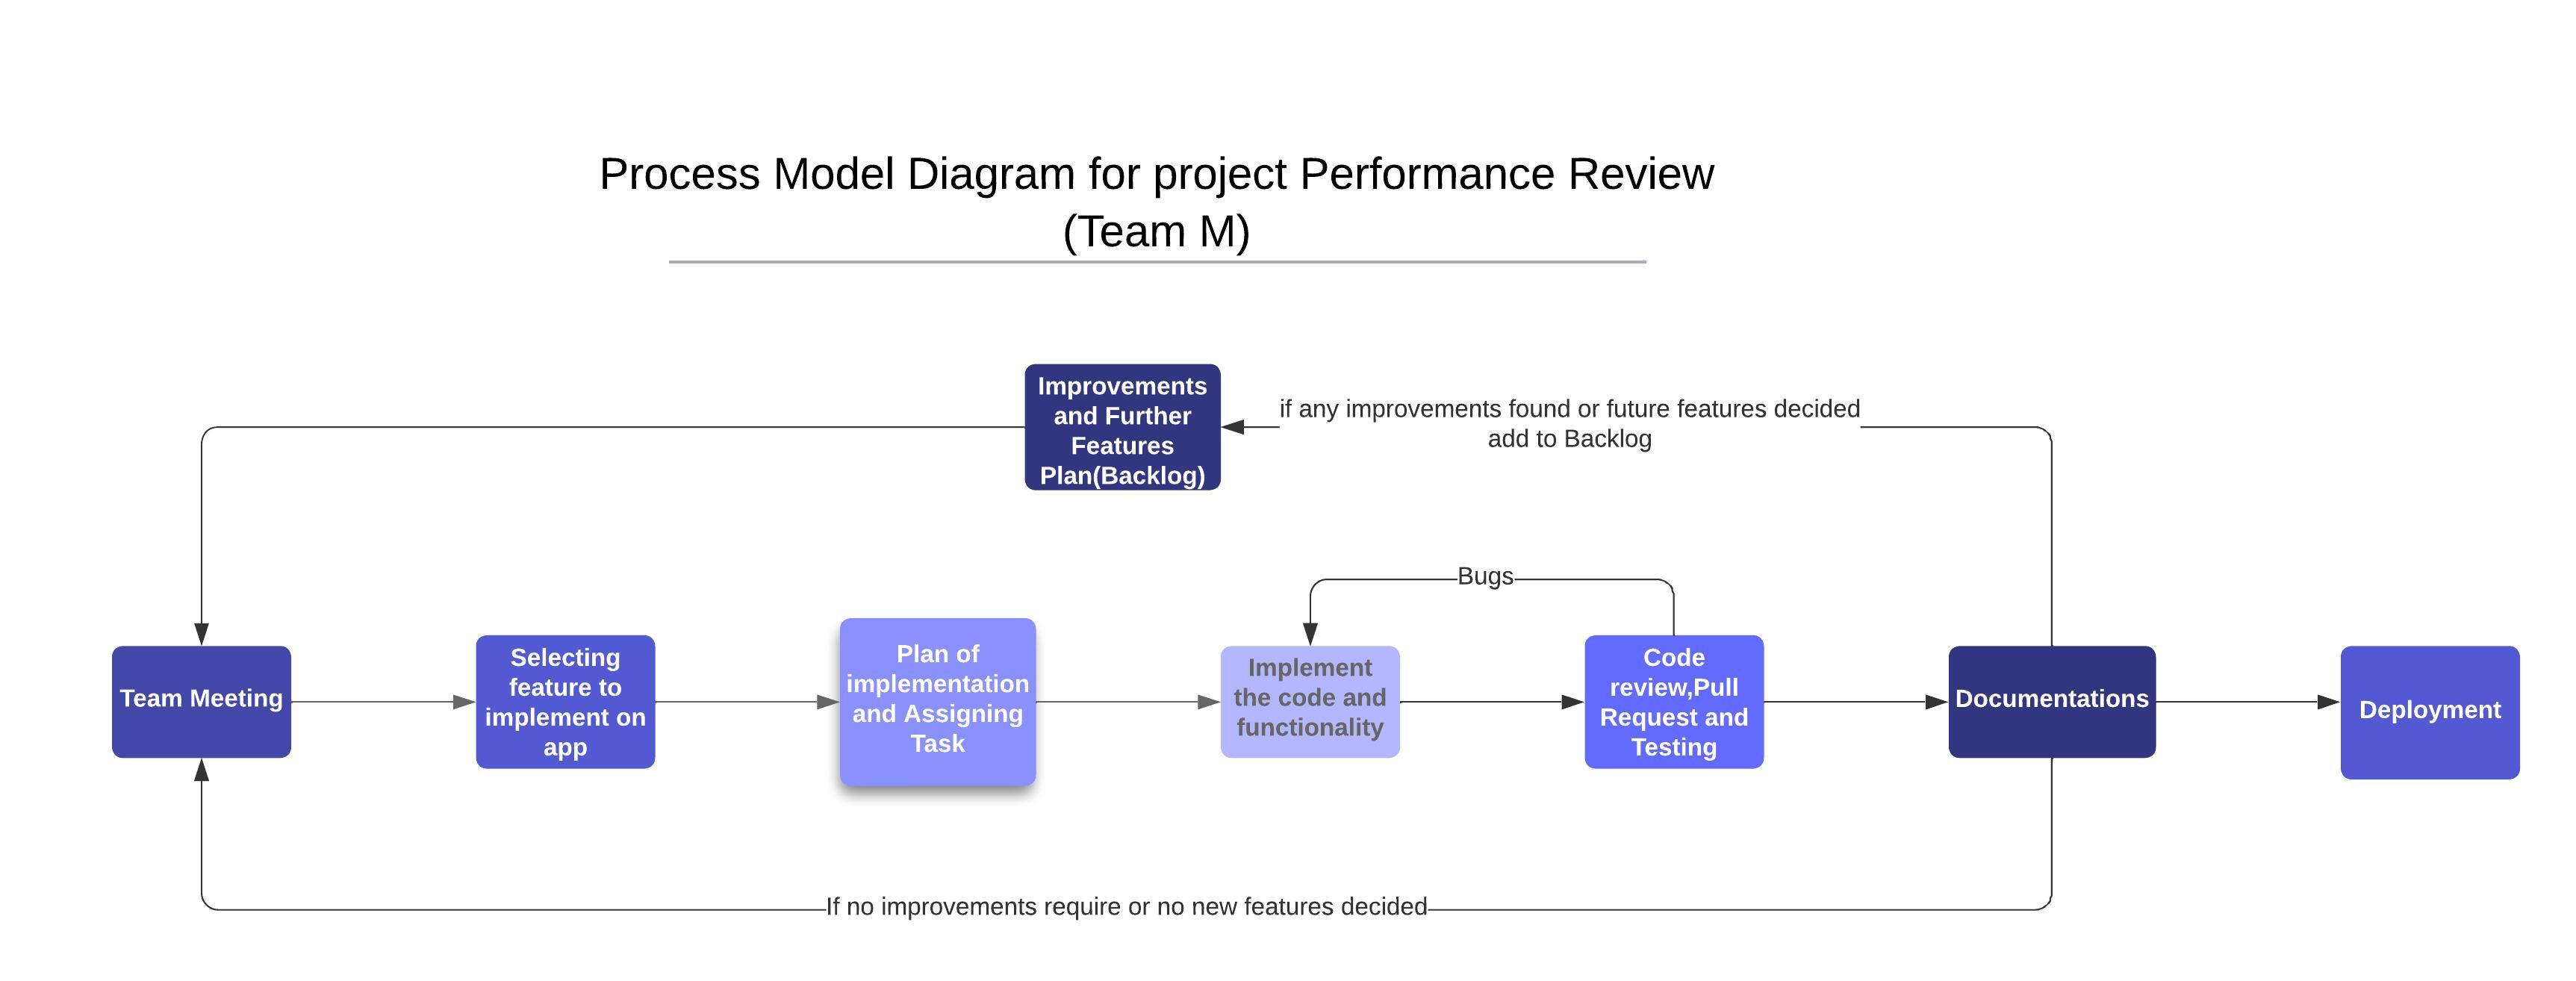 Process Model Diagram for project Performance Review
(Team M)
Improvements
and Further
Features
Plan(Backlog)
if any improvements found or future features decided
add to Backlog
Bugs
Team Meeting
Selecting
feature to
implement on
app
Plan of
implementation
and Assigning
Task
Implement
the code and
functionality
Code
review,Pull
Request and
Testing
Documentations
Deployment
If no improvements require or no new features decided